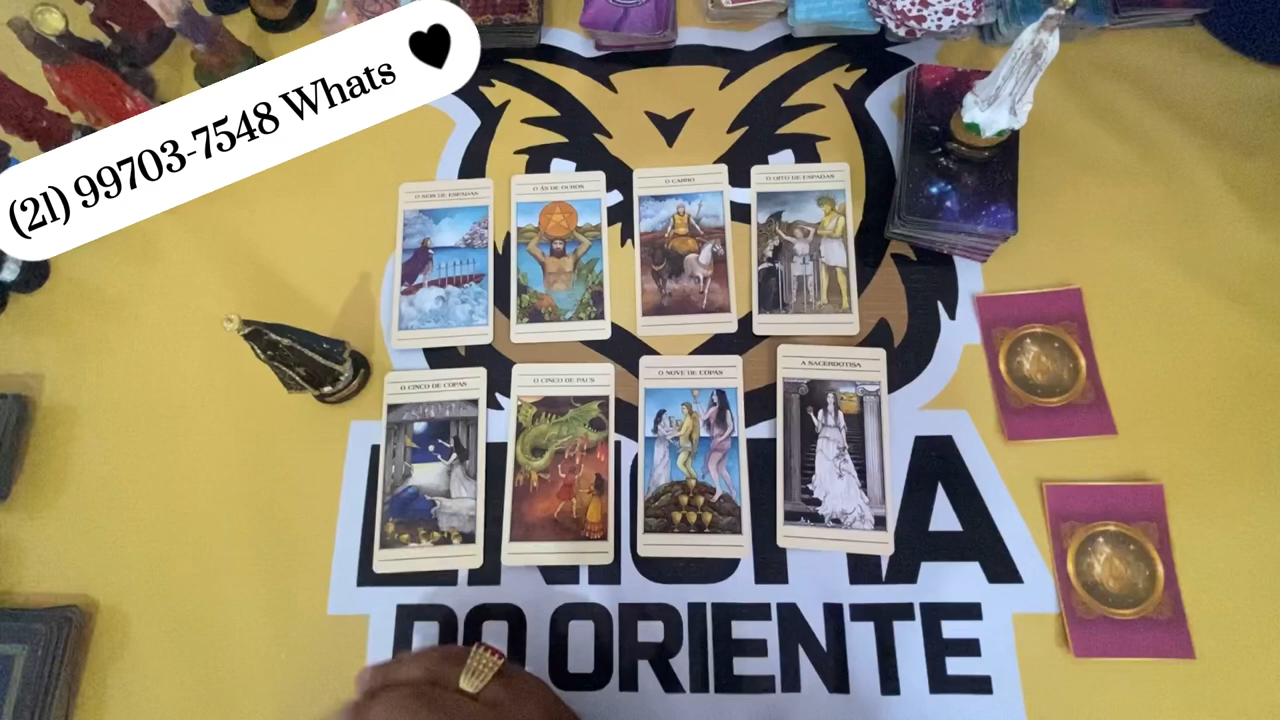 (21) 99703-7548 Whats
O SEIS DE ESPADAS
O ÁS DE OUROS
O CARRO
O OITO DE ESPADAS
O CINCO DE COPAS
O CINCO DE PAUS
O NOVE DE COPAS
A SACERDOTISA
ENIGMA
DO ORIENTE